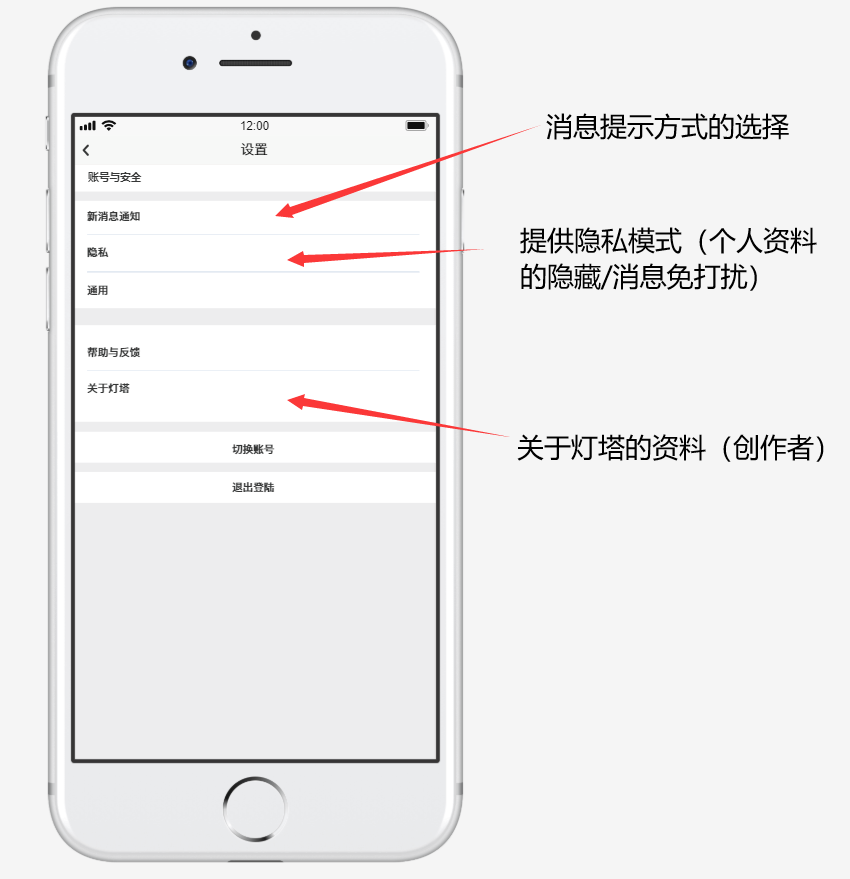 12:00
设置
账号与安全
新消息通知
隐私
通用
帮助与反馈
关于灯塔
切换账号
退出登陆
消息提示方式的选择
提供隐私模式（个人资料
的隐藏/消息免打扰）
关于灯塔的资料（创作者）